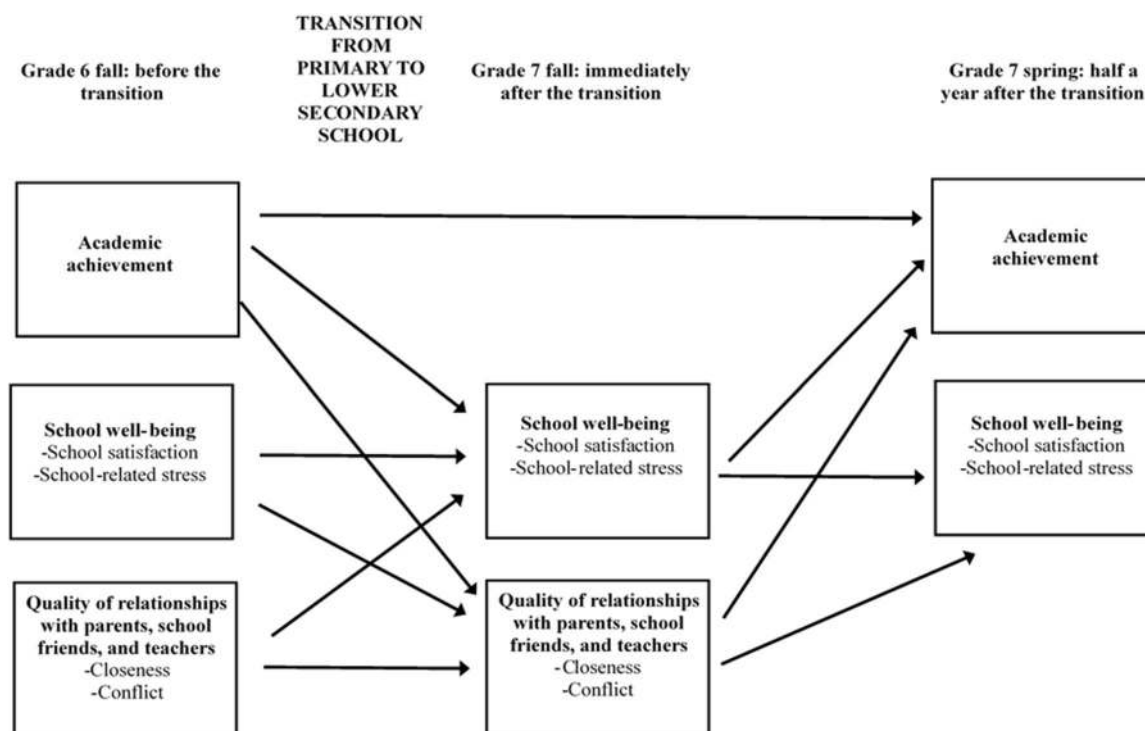 Grade 6 fall: before the
transition
TRANSITION
FROM
PRIMARY TO
LOWER
SECONDARY
SCHOOL
Grade 7 fall: immediately
after the transition
Grade 7 spring: half a
year after the transition
Academic
achievement
Academic
achievement
School well-being
-School satisfaction
-School-related stress
School well-being
-School satisfaction
-School-related stress
School well-being
-School satisfaction
-School-related stress
Quality of relationships
with parents, school
friends, and teachers
-Closeness
-Conflict
Quality of relationships
with parents, school
friends, and teachers
-Closeness
-Conflict